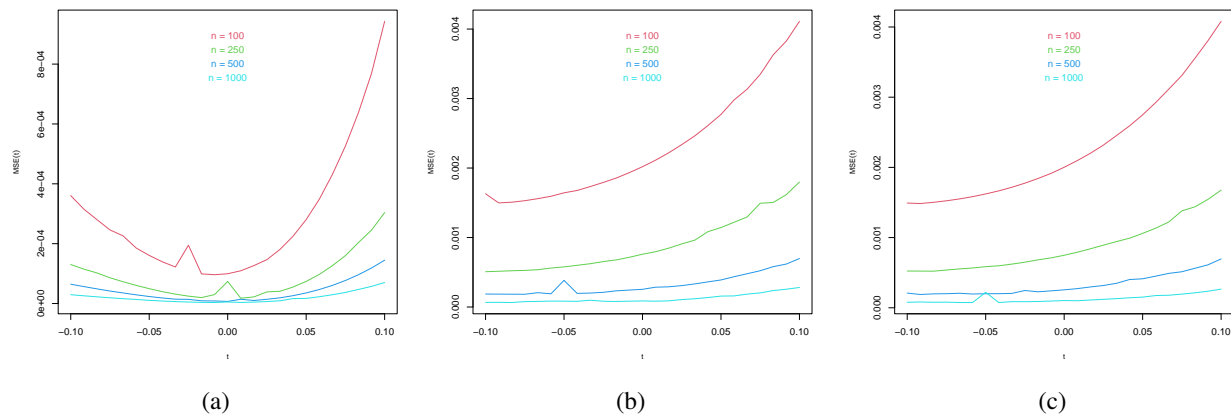 n = 100
n = 250
n = 500
n = 1000
MSE(t)
0e+00 2e-04 4e-04 6e-04 8e-04
−0.10 −0.05 0.00 0.05 0.10
t
(a)
n = 100
n = 250
n = 500
n = 1000
MSE(t)
0.000 0.001 0.002 0.003 0.004
−0.10 −0.05 0.00 0.05 0.10
t
(b)
n = 100
n = 250
n = 500
n = 1000
MSE(t)
0.000 0.001 0.002 0.003 0.004
−0.10 −0.05 0.00 0.05 0.10
t
(c)